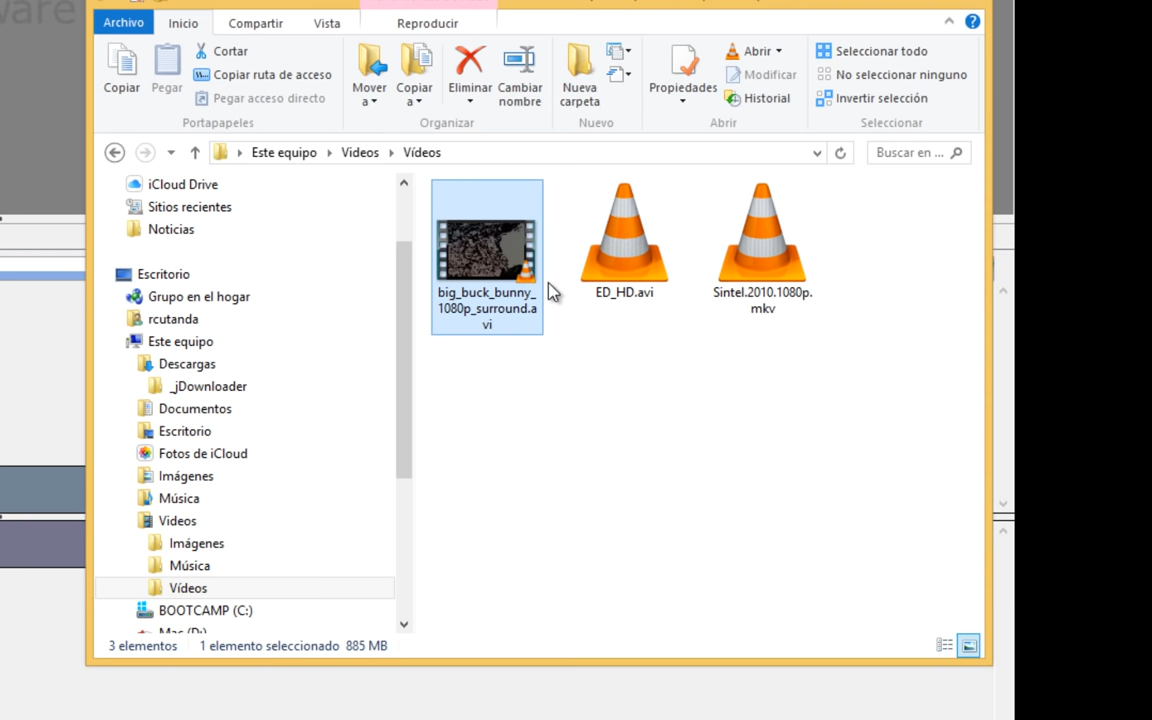 ware
Archivo
Inicio
Compartir
Vista
Reproducir
Copiar
Pegar
Cortar
Copiar ruta de acceso
Pegar acceso directo
Portapapeles
Mover a
Copiar a
Eliminar
Cambiar nombre
Organizar
Nueva carpeta
Nuevo
Propiedades
Abrir
Modificar
Historial
Abrir
Seleccionar todo
No seleccionar ninguno
Invertir selección
Seleccionar
Este equipo
Videos
Vídeos
Buscar en ...
iCloud Drive
Sitios recientes
Noticias
Escritorio
Grupo en el hogar
rcutanda
Este equipo
Descargas
_jDownloader
Documentos
Escritorio
Fotos de iCloud
Imágenes
Música
Videos
Imágenes
Música
Vídeos
BOOTCAMP (C:)
Mac (D:)
big_buck_bunny_
1080p_surround.a
vi
ED_HD.avi
Sintel.2010.1080p.
mkv
3 elementos
1 elemento seleccionado 885 MB